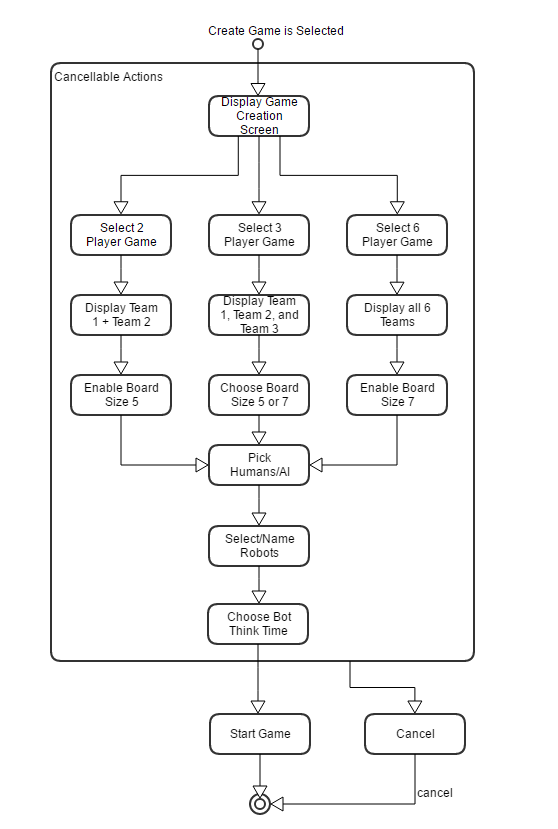 Create Game is Selected
Cancellable Actions
Display Game
Creation
Screen
Select 2
Player Game
Select 3
Player Game
Select 6
Player Game
Display Team
1 + Team 2
Display Team
1, Team 2, and
Team 3
Display all 6
Teams
Enable Board
Size 5
Choose Board
Size 5 or 7
Enable Board
Size 7
Pick
Humans/AI
Select/Name
Robots
Choose Bot
Think Time
Start Game
Cancel
cancel